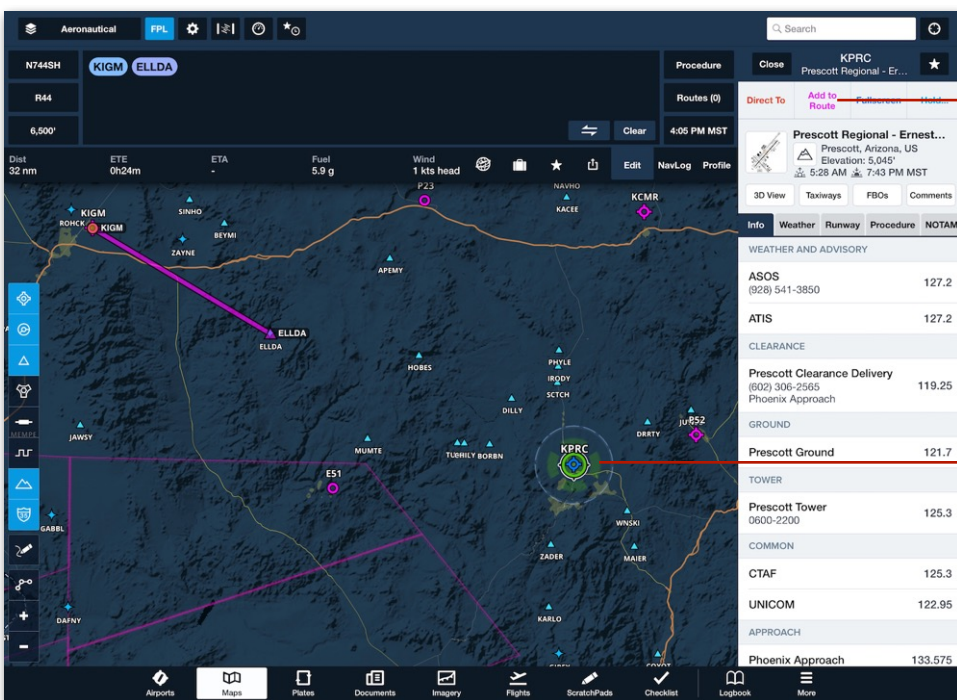 Aeronautical
FPL
Search
N744SH
KIGM ELLDA
Procedure
R44
Routes (0)
6,500'
Clear
4:05 PM MST
Close
KPRC
Prescott Regional - Er...
Direct To
Add to
Route
Fullscreen
Hold...
Prescott Regional - Ernest...
Prescott, Arizona, US
Elevation: 5,045'
5:28 AM 7:43 PM MST
3D View
Taxiways
FBOs
Comments
Dist
32 nm
ETE
0h24m
ETA
-
Fuel
5.9 g
Wind
1 kts head
Edit
NavLog
Profile
Info
Weather
Runway
Procedure
NOTAM
WEATHER AND ADVISORY
ASOS
(928) 541-3850
127.2
ATIS
127.2
CLEARANCE
Prescott Clearance Delivery
(602) 306-2565
Phoenix Approach
119.25
GROUND
Prescott Ground
121.7
TOWER
Prescott Tower
0600-2200
125.3
COMMON
CTAF
125.3
UNICOM
122.95
APPROACH
Phoenix Approach
133.575
P23
NAVHO
KACEE
KCMR
KIGM
ROHCK
KIGM
SINHO
BEYMI
ZAYNE
APEMY
ELLDA
ELLDA
HOBES
PHYLE
IRODY
SCTCH
DILLY
DRRTY
P52
JAWSY
MUMTE
BORBN
KPRC
E51
GABBL
WNSKI
ZADER
MAIER
DAFNY
KARLO
Airports
Maps
Plates
Documents
Imagery
Flights
ScratchPads
Checklist
Logbook
More